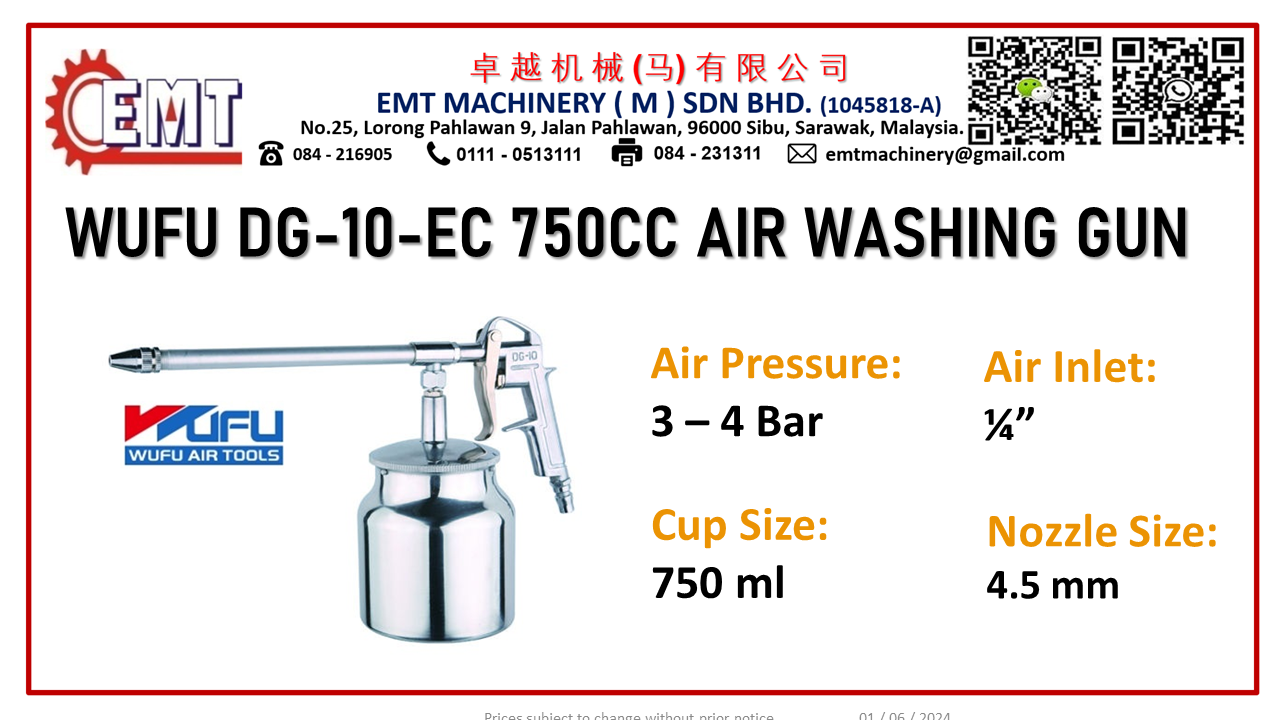 EMT
卓越机械(马)有限公司
EMT MACHINERY ( M ) SDN BHD. (1045818-A)
No.25, Lorong Pahlawan 9, Jalan Pahlawan, 96000 Sibu, Sarawak, Malaysia.
084 - 216905 0111 - 0513111 084 - 231311 emtmachinery@gmail.com
WUFU DG-10-EC 750CC AIR WASHING GUN
DG-10
WUFU
WUFU AIR TOOLS
Air Pressure: Air Inlet:
3 – 4 Bar ¼”
Cup Size: Nozzle Size:
750 ml 4.5 mm
Prices subject to change without prior notice 01 / 06 / 2024